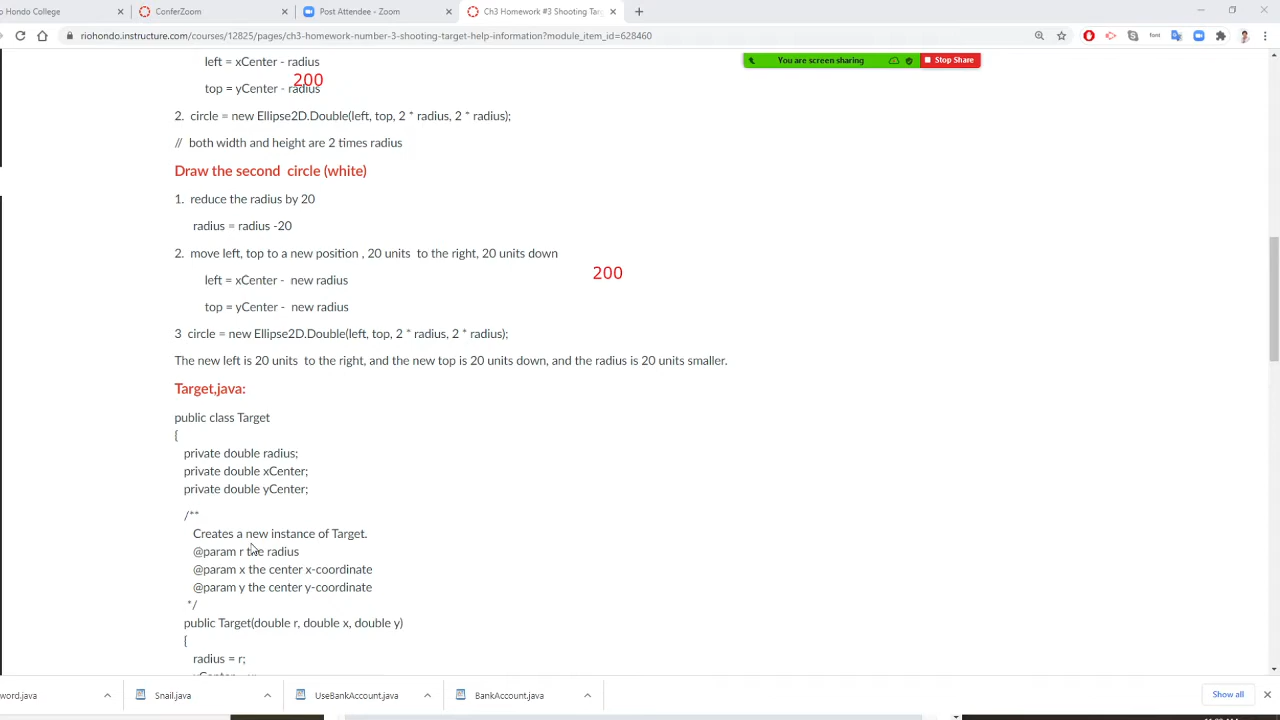 o Hondo College
ConferZoom
Post Attendee - Zoom
Ch3 Homework #3 Shooting Tar
riohondo.instructure.com/courses/12825/pages/ch3-homework-number-3-shooting-target-help-information?module_item_id=628460
You are screen sharing
Stop Share
left = xCenter - radius
200
top = yCenter - radius
2. circle = new Ellipse2D.Double(left, top, 2 * radius, 2 * radius);
// both width and height are 2 times radius
Draw the second circle (white)
1. reduce the radius by 20
radius = radius -20
2. move left, top to a new position , 20 units to the right, 20 units down
200
left = xCenter - new radius
top = yCenter - new radius
3 circle = new Ellipse2D.Double(left, top, 2 * radius, 2 * radius);
The new left is 20 units to the right, and the new top is 20 units down, and the radius is 20 units smaller.
Target,java:
public class Target
{
private double radius;
private double xCenter;
private double yCenter;
/**
Creates a new instance of Target.
@param r the radius
@param x the center x-coordinate
@param y the center y-coordinate
*/
public Target(double r, double x, double y)
{
radius = r;
word.java
Snail.java
UseBankAccount.java
BankAccount.java
Show all